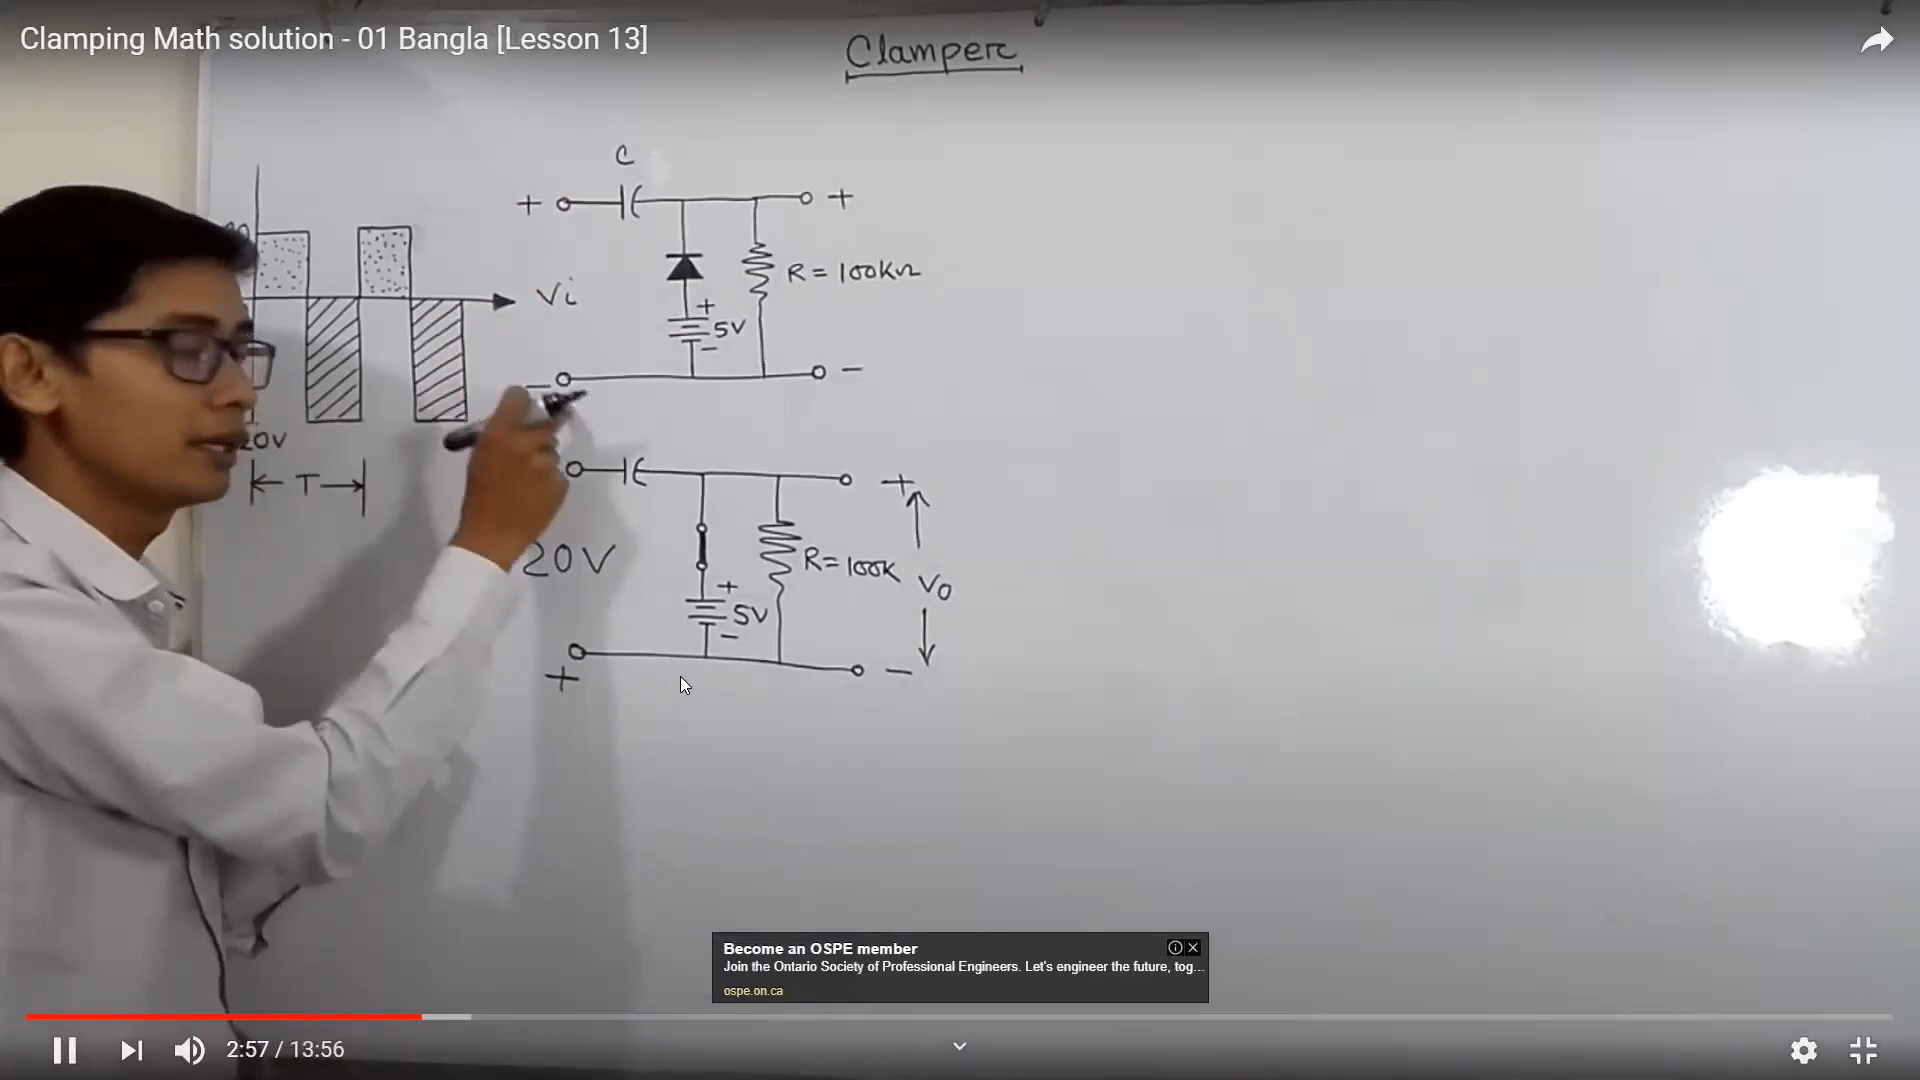 Clamping Math solution - 01 Bangla [Lesson 13]
Clamper
C
+ +
Vi
R = 100KΩ
+
5V
-
- -
20V
T
+
20V
R = 100K
Vo
+
5V
-
+ -
Become an OSPE member
Join the Ontario Society of Professional Engineers. Let's engineer the future, tog...
ospe.on.ca
2:57 / 13:56